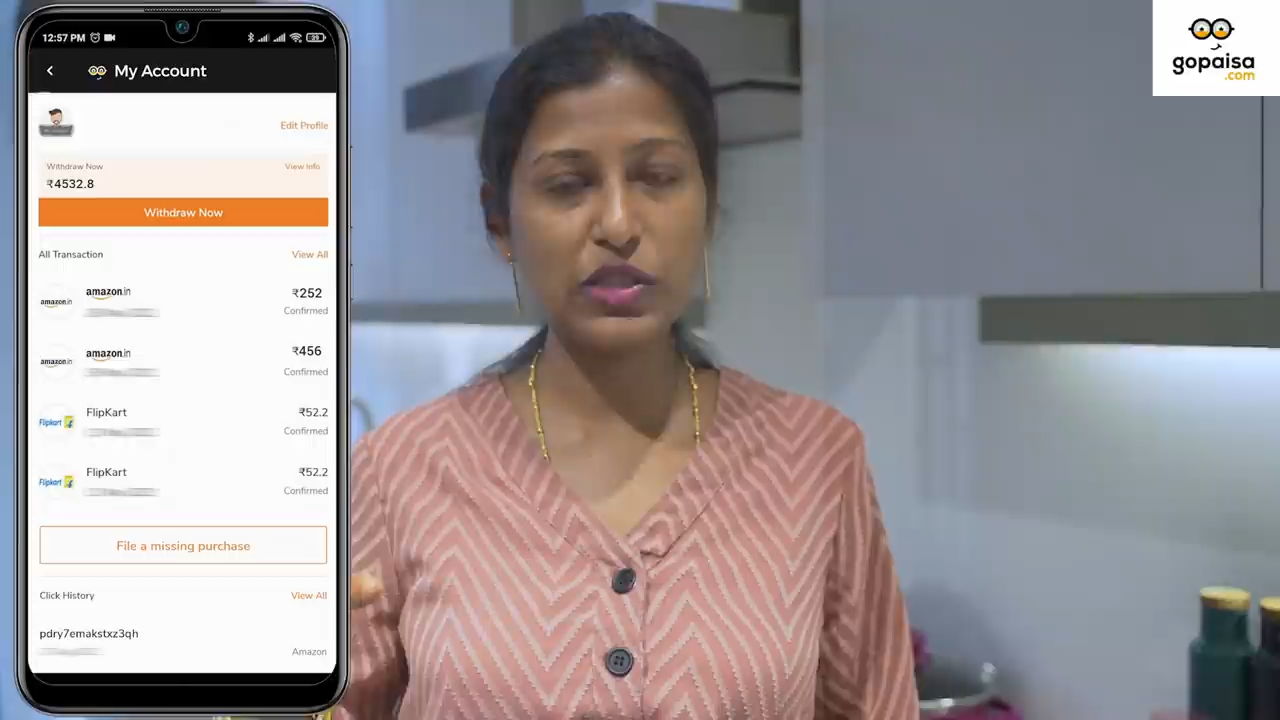 12:57 PM
39
My Account
Edit Profile
Withdraw Now
View Info
₹4532.8
Withdraw Now
All Transaction
View All
amazon.in
amazon.in
₹252
Confirmed
amazon.in
amazon.in
₹456
Confirmed
Flipkart
FlipKart
₹52.2
Confirmed
Flipkart
FlipKart
₹52.2
Confirmed
File a missing purchase
Click History
View All
pdry7emakstxz3qh
Amazon
gopaisa
.com